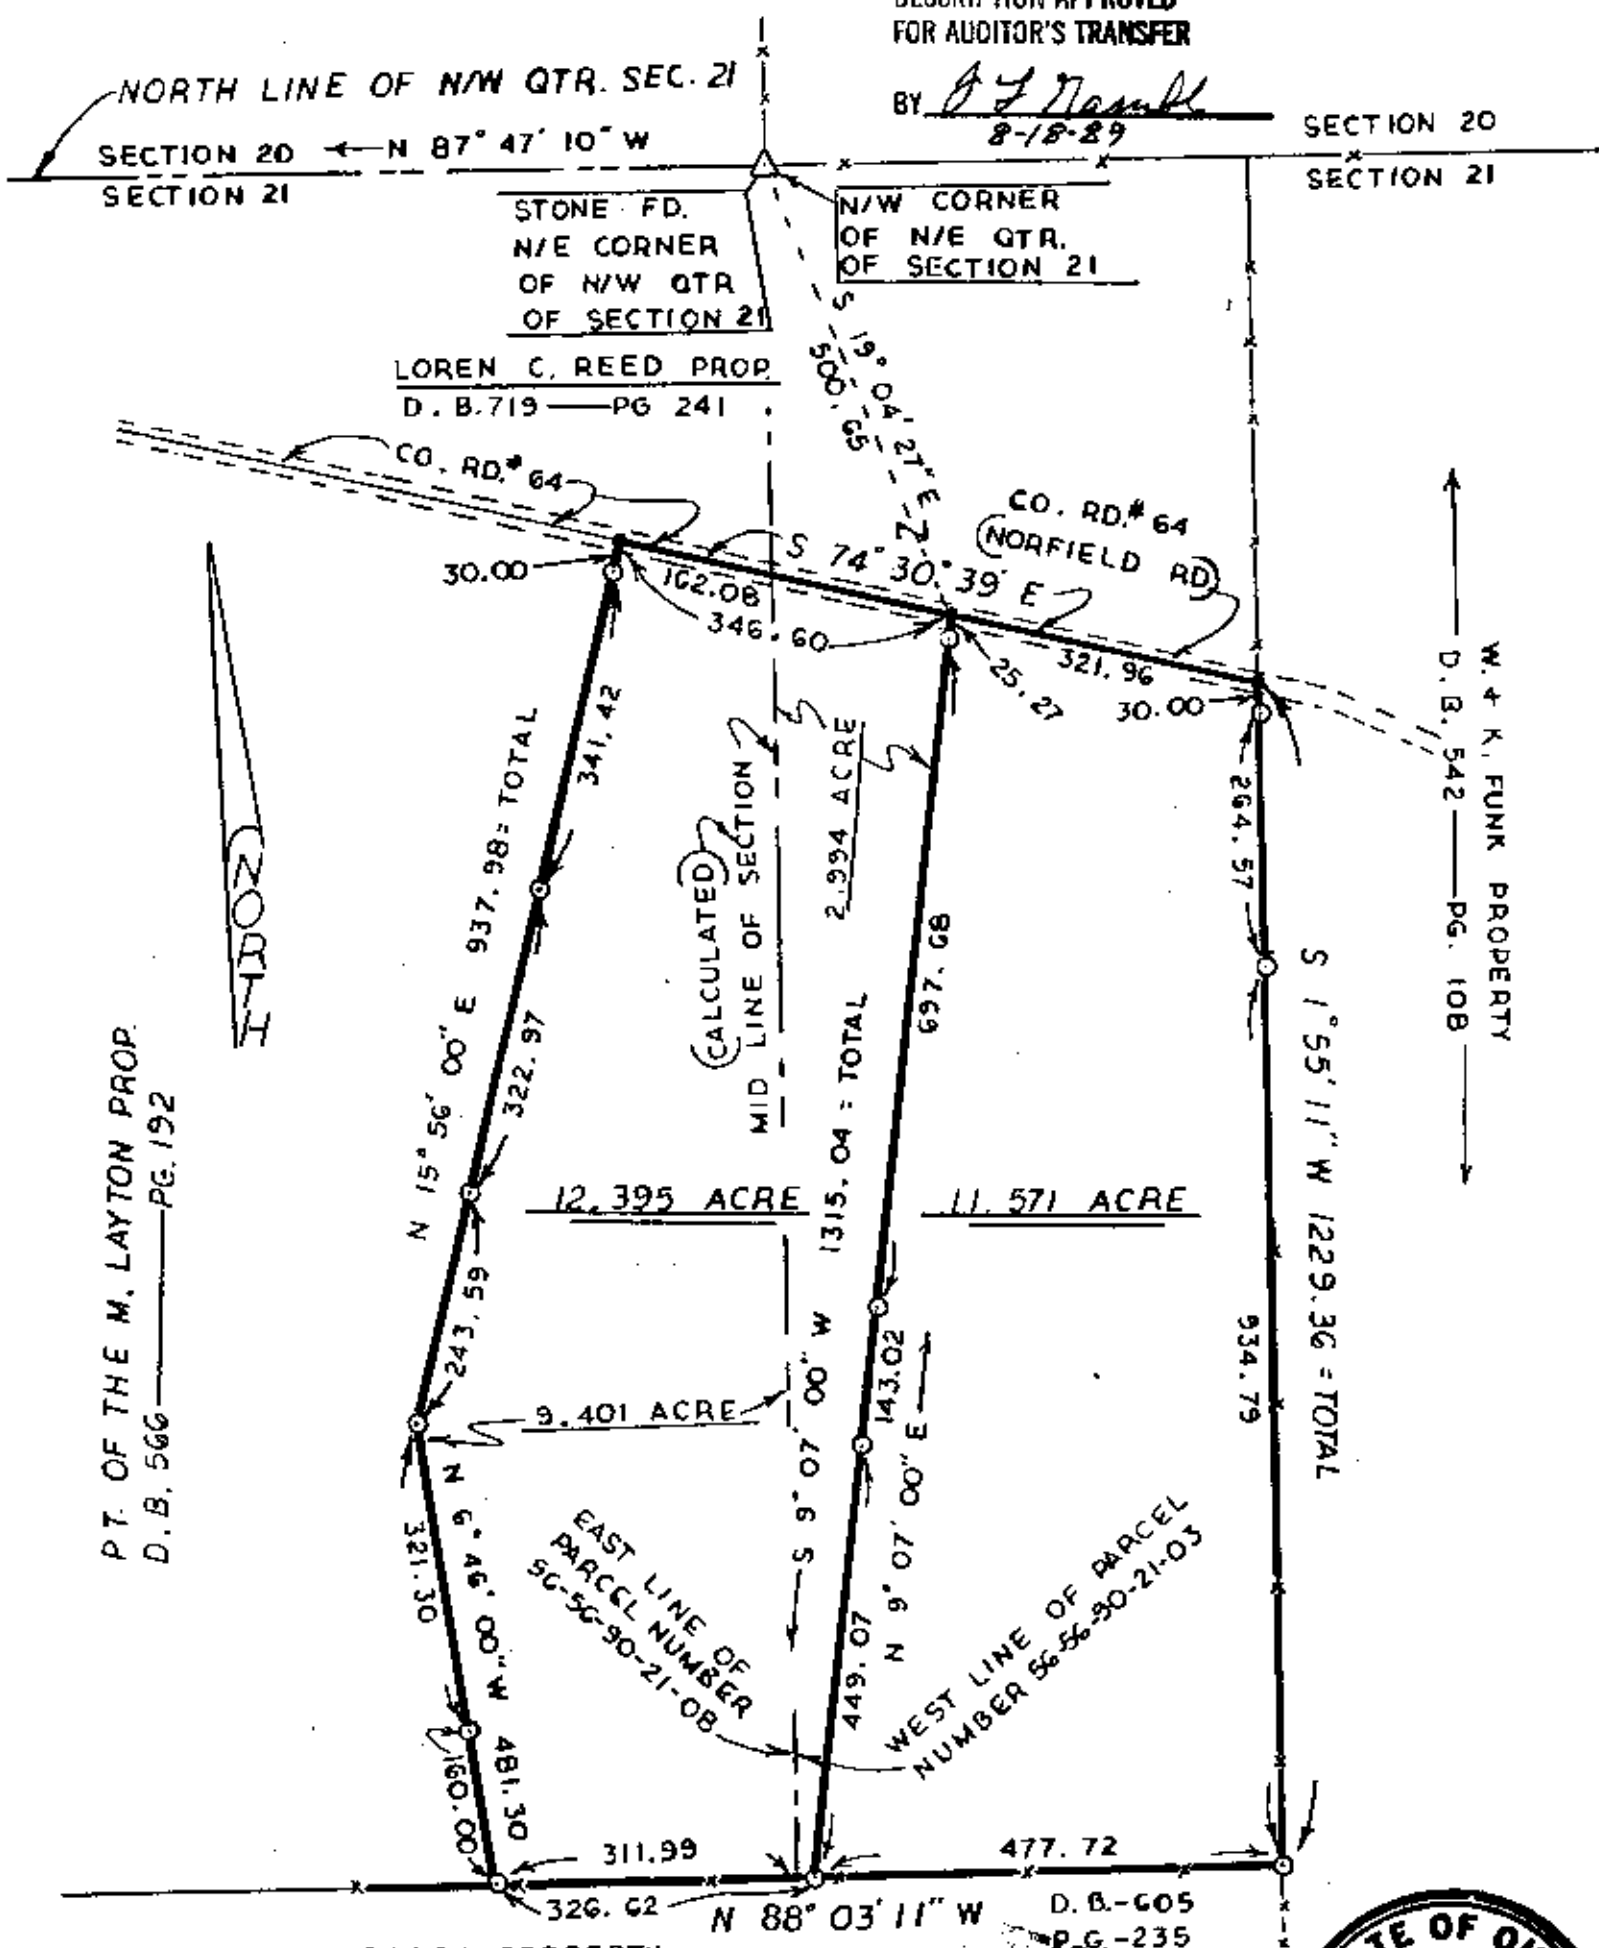 FOR AUDITOR'S TRANSFER
BY
8-18-89
NORTH LINE OF N/W QTR. SEC. 21
SECTION 20 ← N 87° 47' 10" W
SECTION 21
SECTION 20
SECTION 21
STONE FD.
N/E CORNER
OF N/W QTR
OF SECTION 21
N/W CORNER
OF N/E QTR.
OF SECTION 21
LOREN C. REED PROP.
D. B. 719 — PG 241
S 19° 04' 27" E
500.65
CO. RD. # 64
CO. RD. # 64
(NORFIELD RD)
S 74° 30' 39" E
30.00
162.08
346.60
25.27
321.96
30.00
W. & K. FUNK PROPERTY
D. B. 542 — PG. 108
341.42
937.98 = TOTAL
N 15° 56' 00" E
322.97
243.59
(CALCULATED)
MID LINE OF SECTION
2.994 ACRE
697.68
264.57
S 1° 55' 11" W 1229.36 = TOTAL
934.79
NORTH
PT. OF THE M. LAYTON PROP.
D. B. 566 — PG. 192
12.395 ACRE
11.571 ACRE
S 9° 07' 00" W 1315.04 = TOTAL
143.02
N 9° 07' 00" E
449.07
9.401 ACRE
N 6° 46' 00" W 481.30
321.30
160.00
EAST LINE OF
PARCEL NUMBER
56-56-90-21-08
WEST LINE OF PARCEL
NUMBER 56-56-90-21-03
311.99
477.72
326.62
N 88° 03' 11" W
D. B.-605
P.G.-235
TE OF O